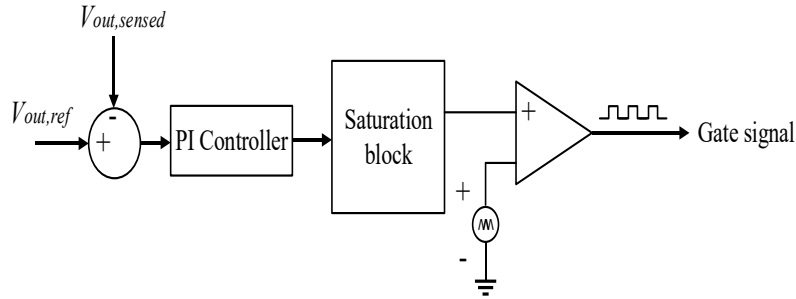 Vout,sensed
Vout,ref
-
+
PI Controller
Saturation
block
+
+
-
Gate signal